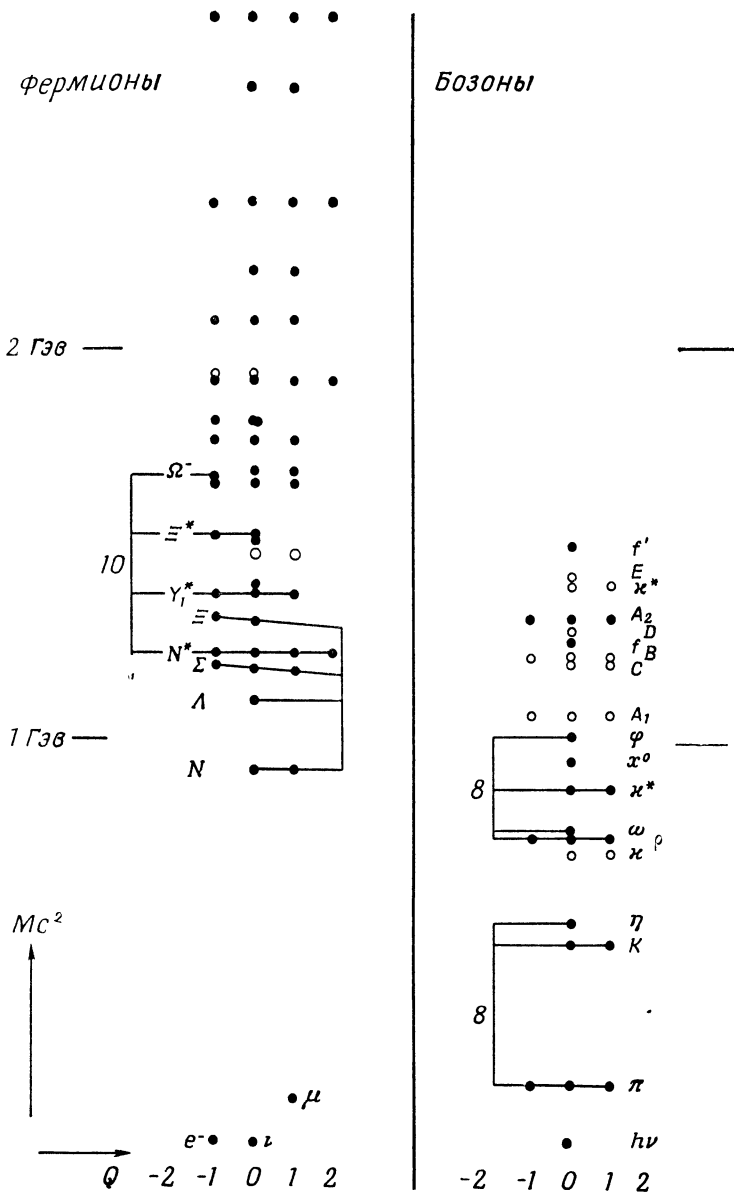 Фермионы
2 Гэв
Ω⁻
Ξ*
10
Y₁*
Ξ
N*
Σ
Λ
1 Гэв
N
Mc²
μ
e⁻ ν
Q -2 -1 0 1 2
Бозоны
f'
E
ϰ*
A₂
D
f B
C
A₁
φ
x⁰
8 ϰ*
ω
ρ
ϰ
η
K
8
π
hν
-2 -1 0 1 2